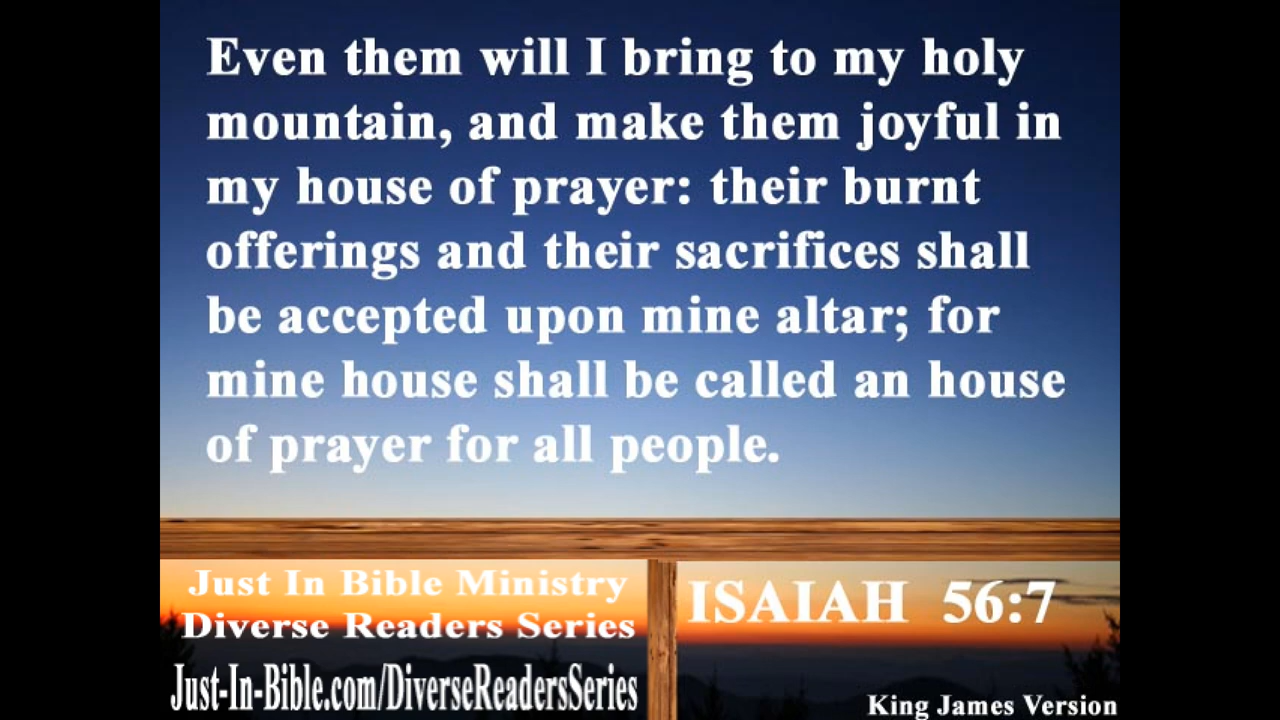 Even them will I bring to my holy
mountain, and make them joyful in
my house of prayer: their burnt
offerings and their sacrifices shall
be accepted upon mine altar; for
mine house shall be called an house
of prayer for all people.
Just In Bible Ministry
Diverse Readers Series
Just-In-Bible.com/DiverseReadersSeries
ISAIAH 56:7
King James Version